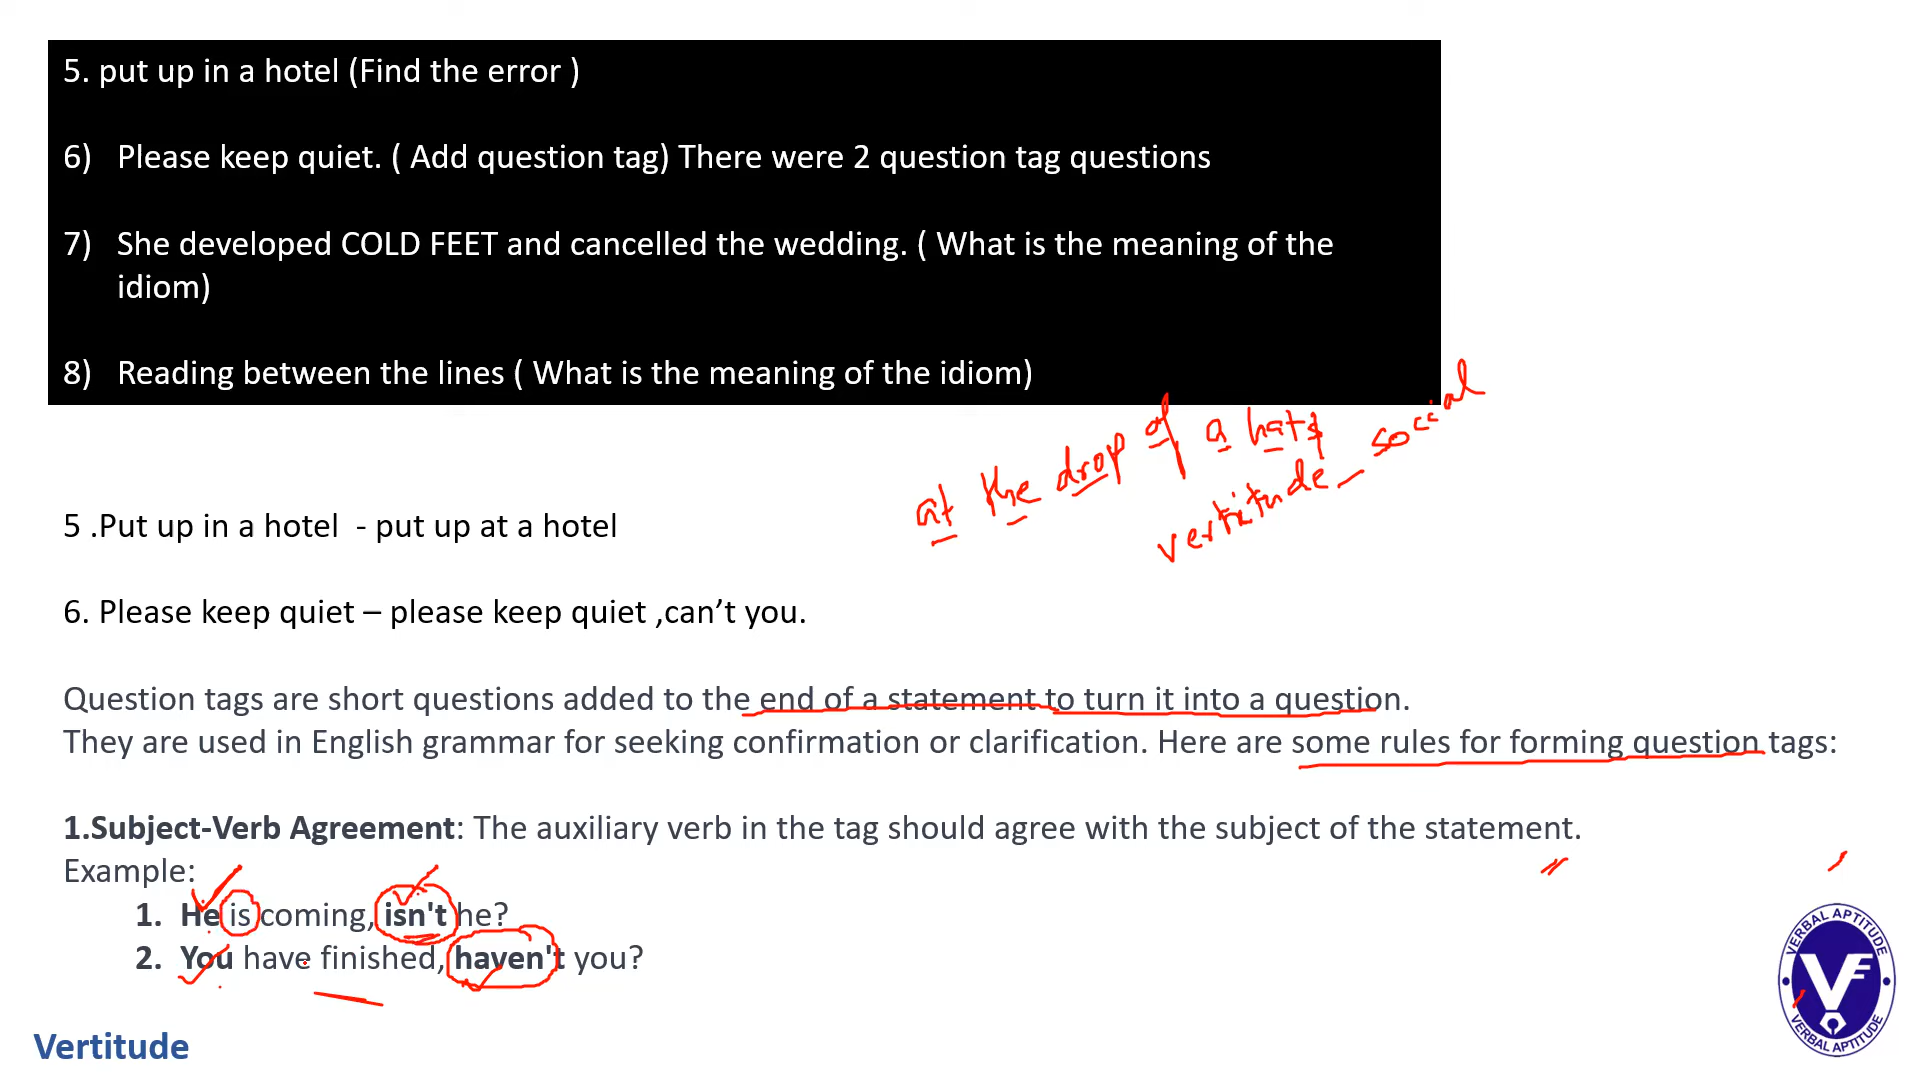 5. put up in a hotel (Find the error )
6) Please keep quiet. ( Add question tag) There were 2 question tag questions
7) She developed COLD FEET and cancelled the wedding. ( What is the meaning of the
idiom)
8) Reading between the lines ( What is the meaning of the idiom)
at the drop of a hat
vertitude_social
5 .Put up in a hotel - put up at a hotel
6. Please keep quiet – please keep quiet ,can’t you.
Question tags are short questions added to the end of a statement to turn it into a question.
They are used in English grammar for seeking confirmation or clarification. Here are some rules for forming question tags:
1.Subject-Verb Agreement: The auxiliary verb in the tag should agree with the subject of the statement.
Example:
1. He is coming, isn't he?
2. You have finished, haven't you?
VERBAL APTITUDE
VF
VERBAL APTITUDE
Vertitude